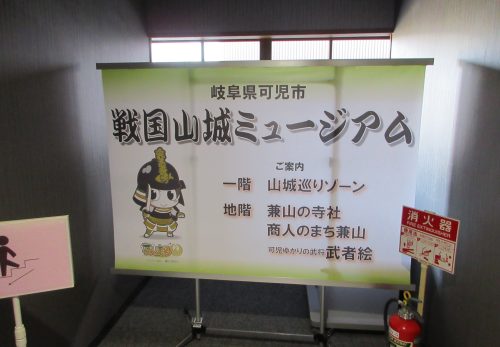 岐阜県可児市
戦国山城ミュージアム
ご案内
一階 山城巡りゾーン
地階 兼山の寺社
商人のまち兼山
可児ゆかりの武将 武者絵
消火器
FIRE EXTINGUISHER